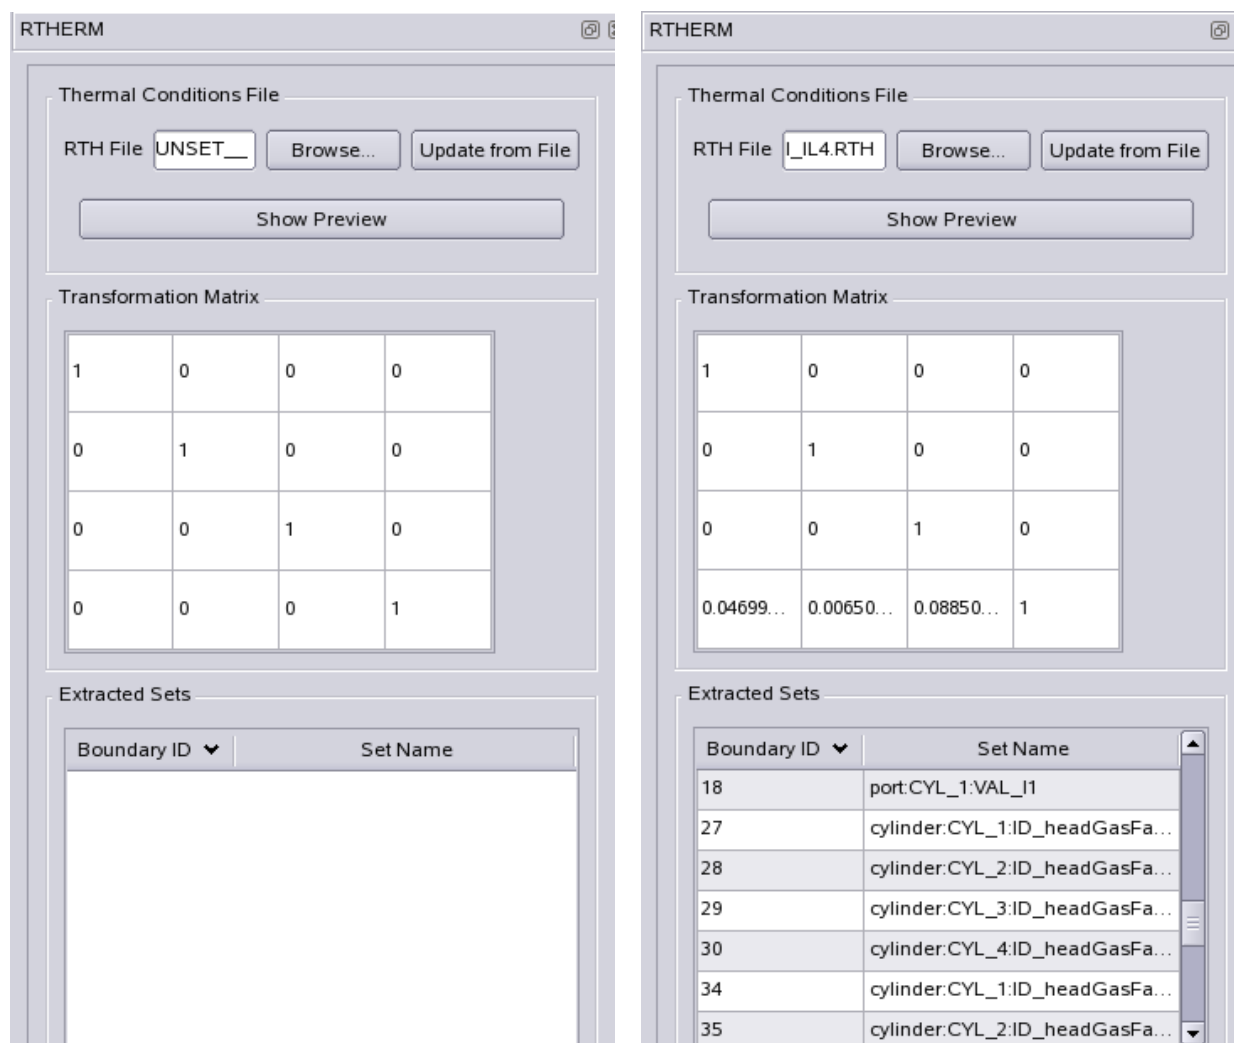 RTHERM
Thermal Conditions File
RTH File UNSET__ Browse... Update from File
Show Preview
Transformation Matrix
1 0 0 0
0 1 0 0
0 0 1 0
0 0 0 1
Extracted Sets
Boundary ID Set Name
RTHERM
Thermal Conditions File
RTH File I_IL4.RTH Browse... Update from File
Show Preview
Transformation Matrix
1 0 0 0
0 1 0 0
0 0 1 0
0.04699... 0.00650... 0.08850... 1
Extracted Sets
Boundary ID Set Name
18 port:CYL_1:VAL_I1
27 cylinder:CYL_1:ID_headGasFa...
28 cylinder:CYL_2:ID_headGasFa...
29 cylinder:CYL_3:ID_headGasFa...
30 cylinder:CYL_4:ID_headGasFa...
34 cylinder:CYL_1:ID_headGasFa...
35 cylinder:CYL_2:ID_headGasFa...